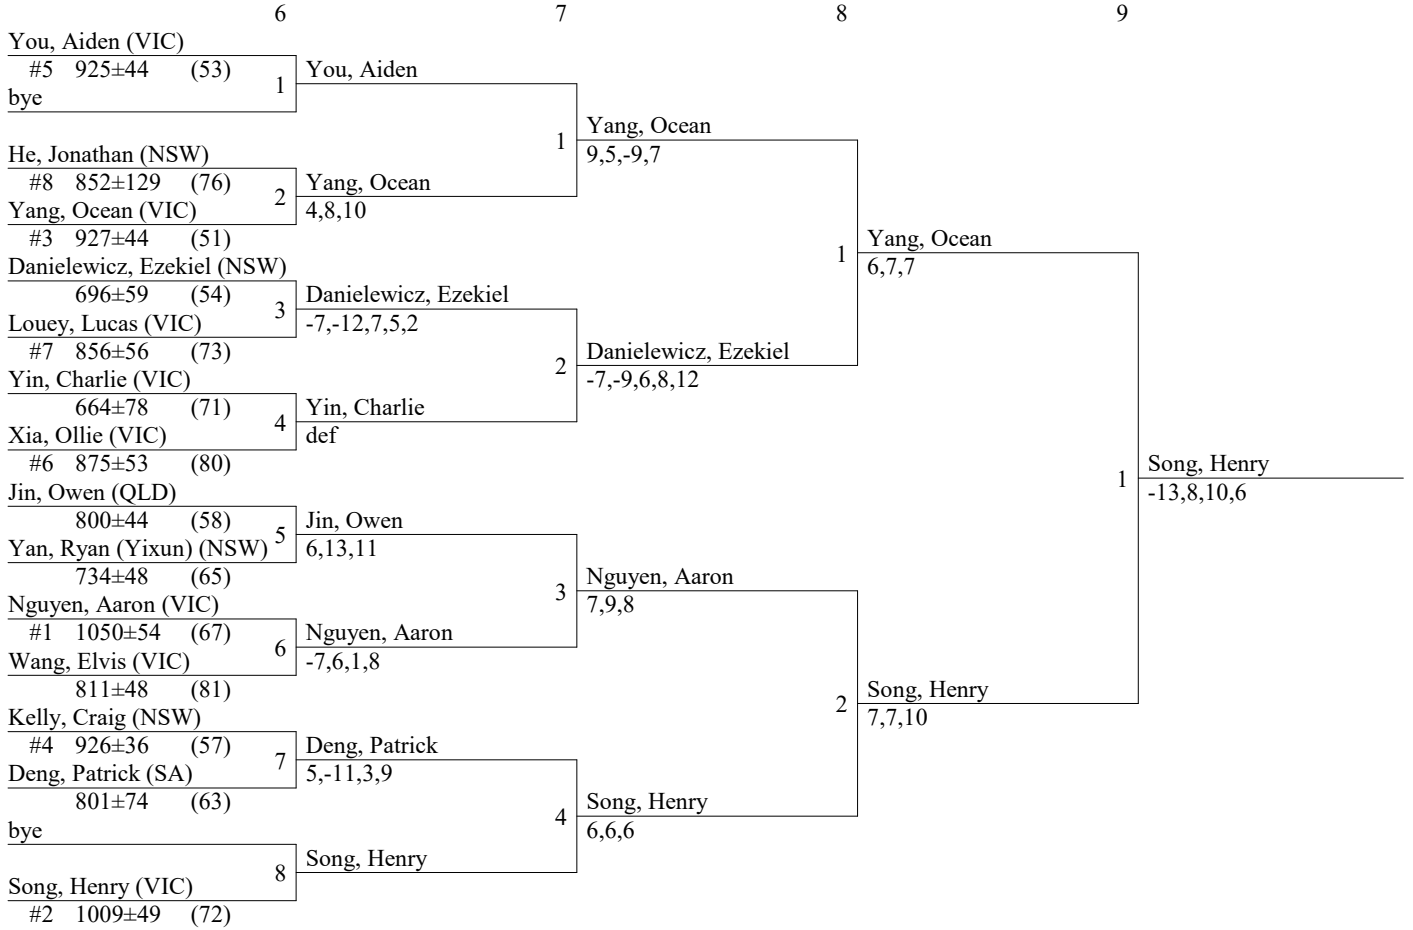 6 7 8 9
You, Aiden (VIC)
#5 925±44 (53)
bye
1
He, Jonathan (NSW)
#8 852±129 (76)
Yang, Ocean (VIC)
#3 927±44 (51)
2
Danielewicz, Ezekiel (NSW)
696±59 (54)
Louey, Lucas (VIC)
#7 856±56 (73)
3
Yin, Charlie (VIC)
664±78 (71)
Xia, Ollie (VIC)
#6 875±53 (80)
4
Jin, Owen (QLD)
800±44 (58)
Yan, Ryan (Yixun) (NSW)
734±48 (65)
5
Nguyen, Aaron (VIC)
#1 1050±54 (67)
Wang, Elvis (VIC)
811±48 (81)
6
Kelly, Craig (NSW)
#4 926±36 (57)
Deng, Patrick (SA)
801±74 (63)
7
bye
Song, Henry (VIC)
#2 1009±49 (72)
8
You, Aiden
Yang, Ocean
4,8,10
1
Danielewicz, Ezekiel
-7,-12,7,5,2
Yin, Charlie
def
2
Jin, Owen
6,13,11
Nguyen, Aaron
-7,6,1,8
3
Deng, Patrick
5,-11,3,9
Song, Henry
4
Yang, Ocean
9,5,-9,7
Danielewicz, Ezekiel
-7,-9,6,8,12
1
Nguyen, Aaron
7,9,8
Song, Henry
6,6,6
2
Yang, Ocean
6,7,7
Song, Henry
7,7,10
1
Song, Henry
-13,8,10,6